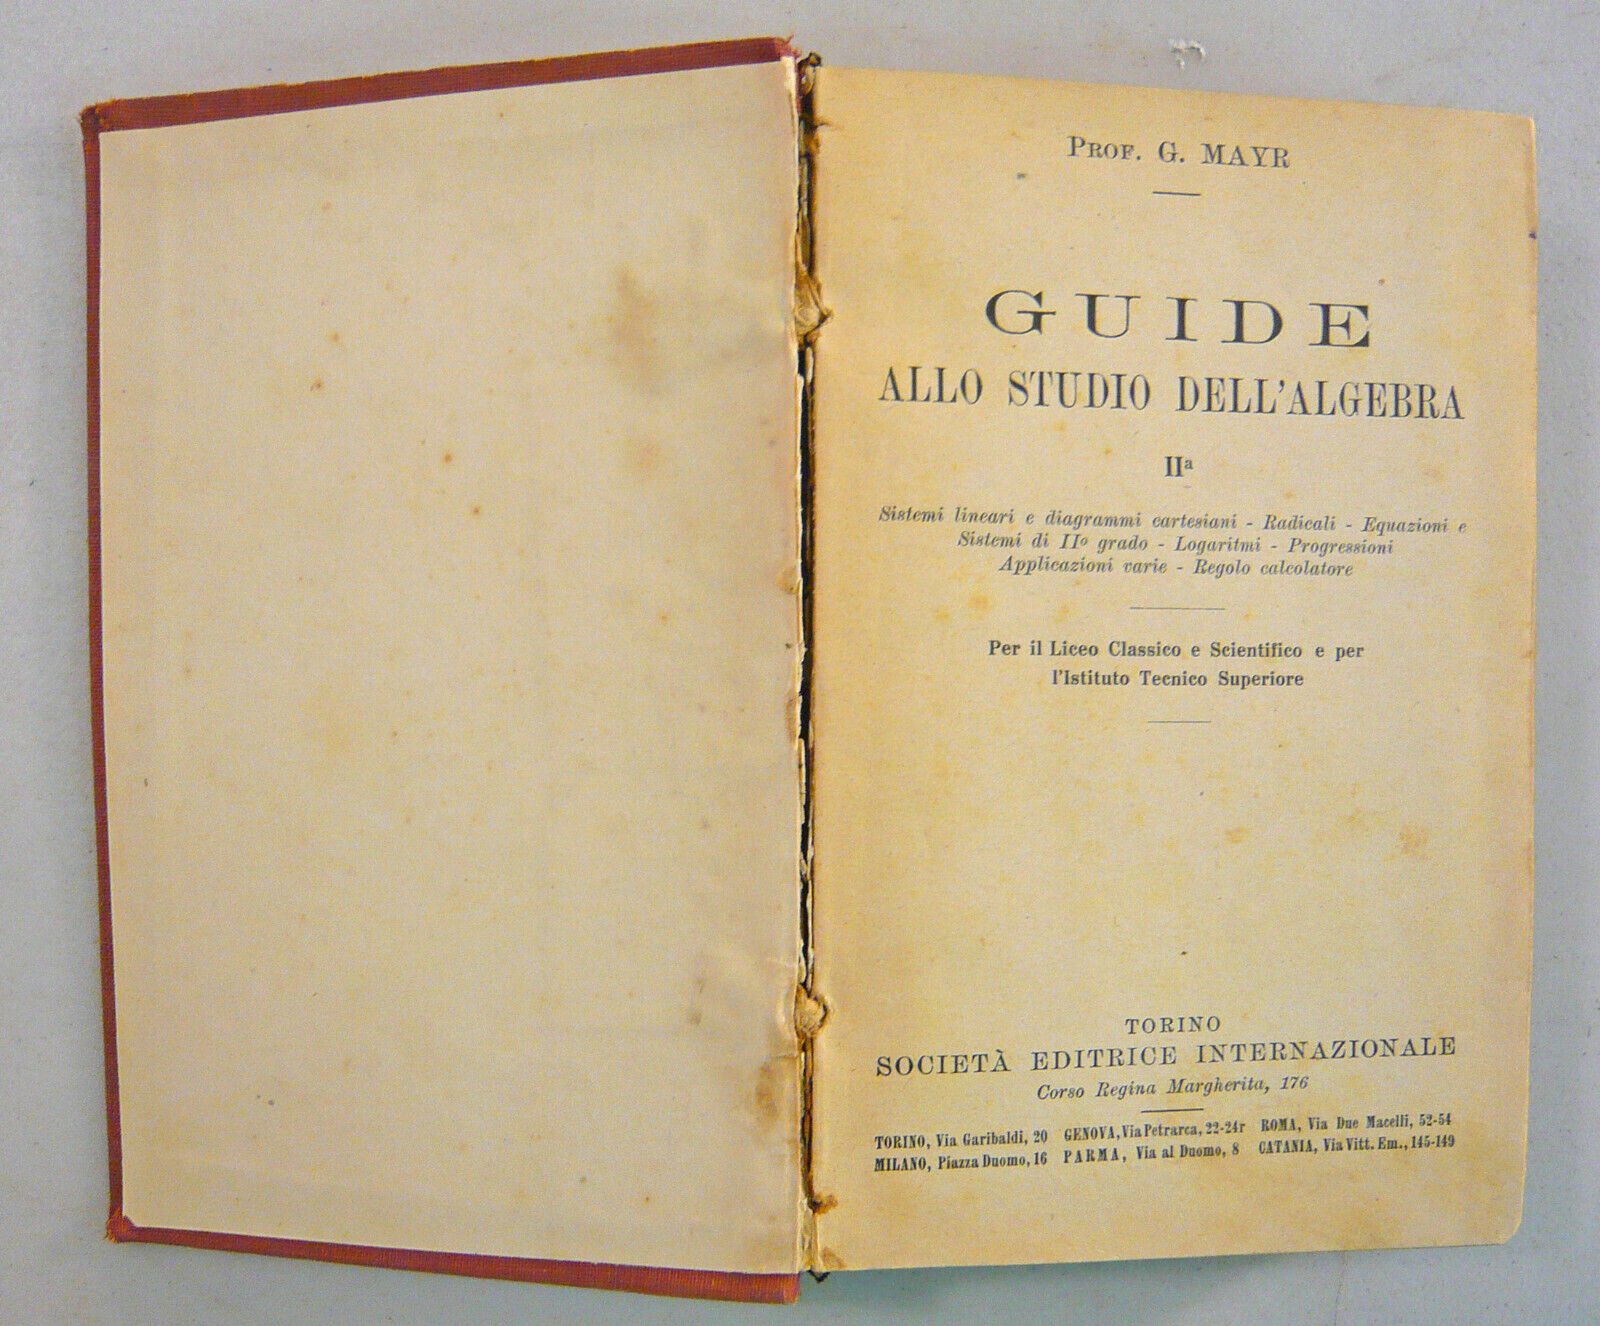 PROF. G. MAYR
GUIDE
ALLO STUDIO DELL'ALGEBRA
IIª
Sistemi lineari e diagrammi cartesiani - Radicali - Equazioni e
Sistemi di IIº grado - Logaritmi - Progressioni
Applicazioni varie - Regolo calcolatore
Per il Liceo Classico e Scientifico e per
l'Istituto Tecnico Superiore
TORINO
SOCIETÀ EDITRICE INTERNAZIONALE
Corso Regina Margherita, 176
TORINO, Via Garibaldi, 20 GENOVA, Via Petrarca, 22-24r ROMA, Via Due Macelli, 52-54
MILANO, Piazza Duomo, 16 PARMA, Via al Duomo, 8 CATANIA, Via Vitt. Em., 145-149